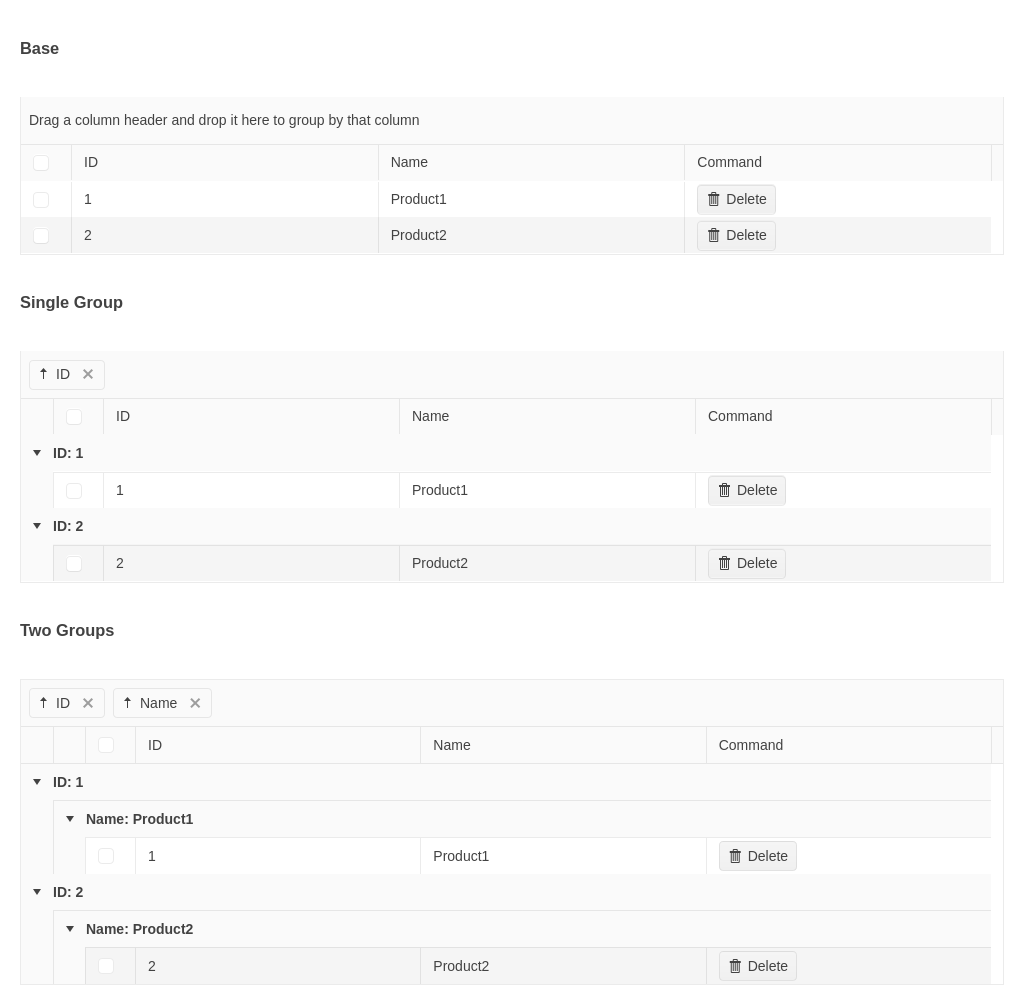 Base
Drag a column header and drop it here to group by that column
ID Name Command
1 Product1 Delete
2 Product2 Delete
Single Group
ID
ID Name Command
ID: 1
1 Product1 Delete
ID: 2
2 Product2 Delete
Two Groups
ID Name
ID Name Command
ID: 1
Name: Product1
1 Product1 Delete
ID: 2
Name: Product2
2 Product2 Delete